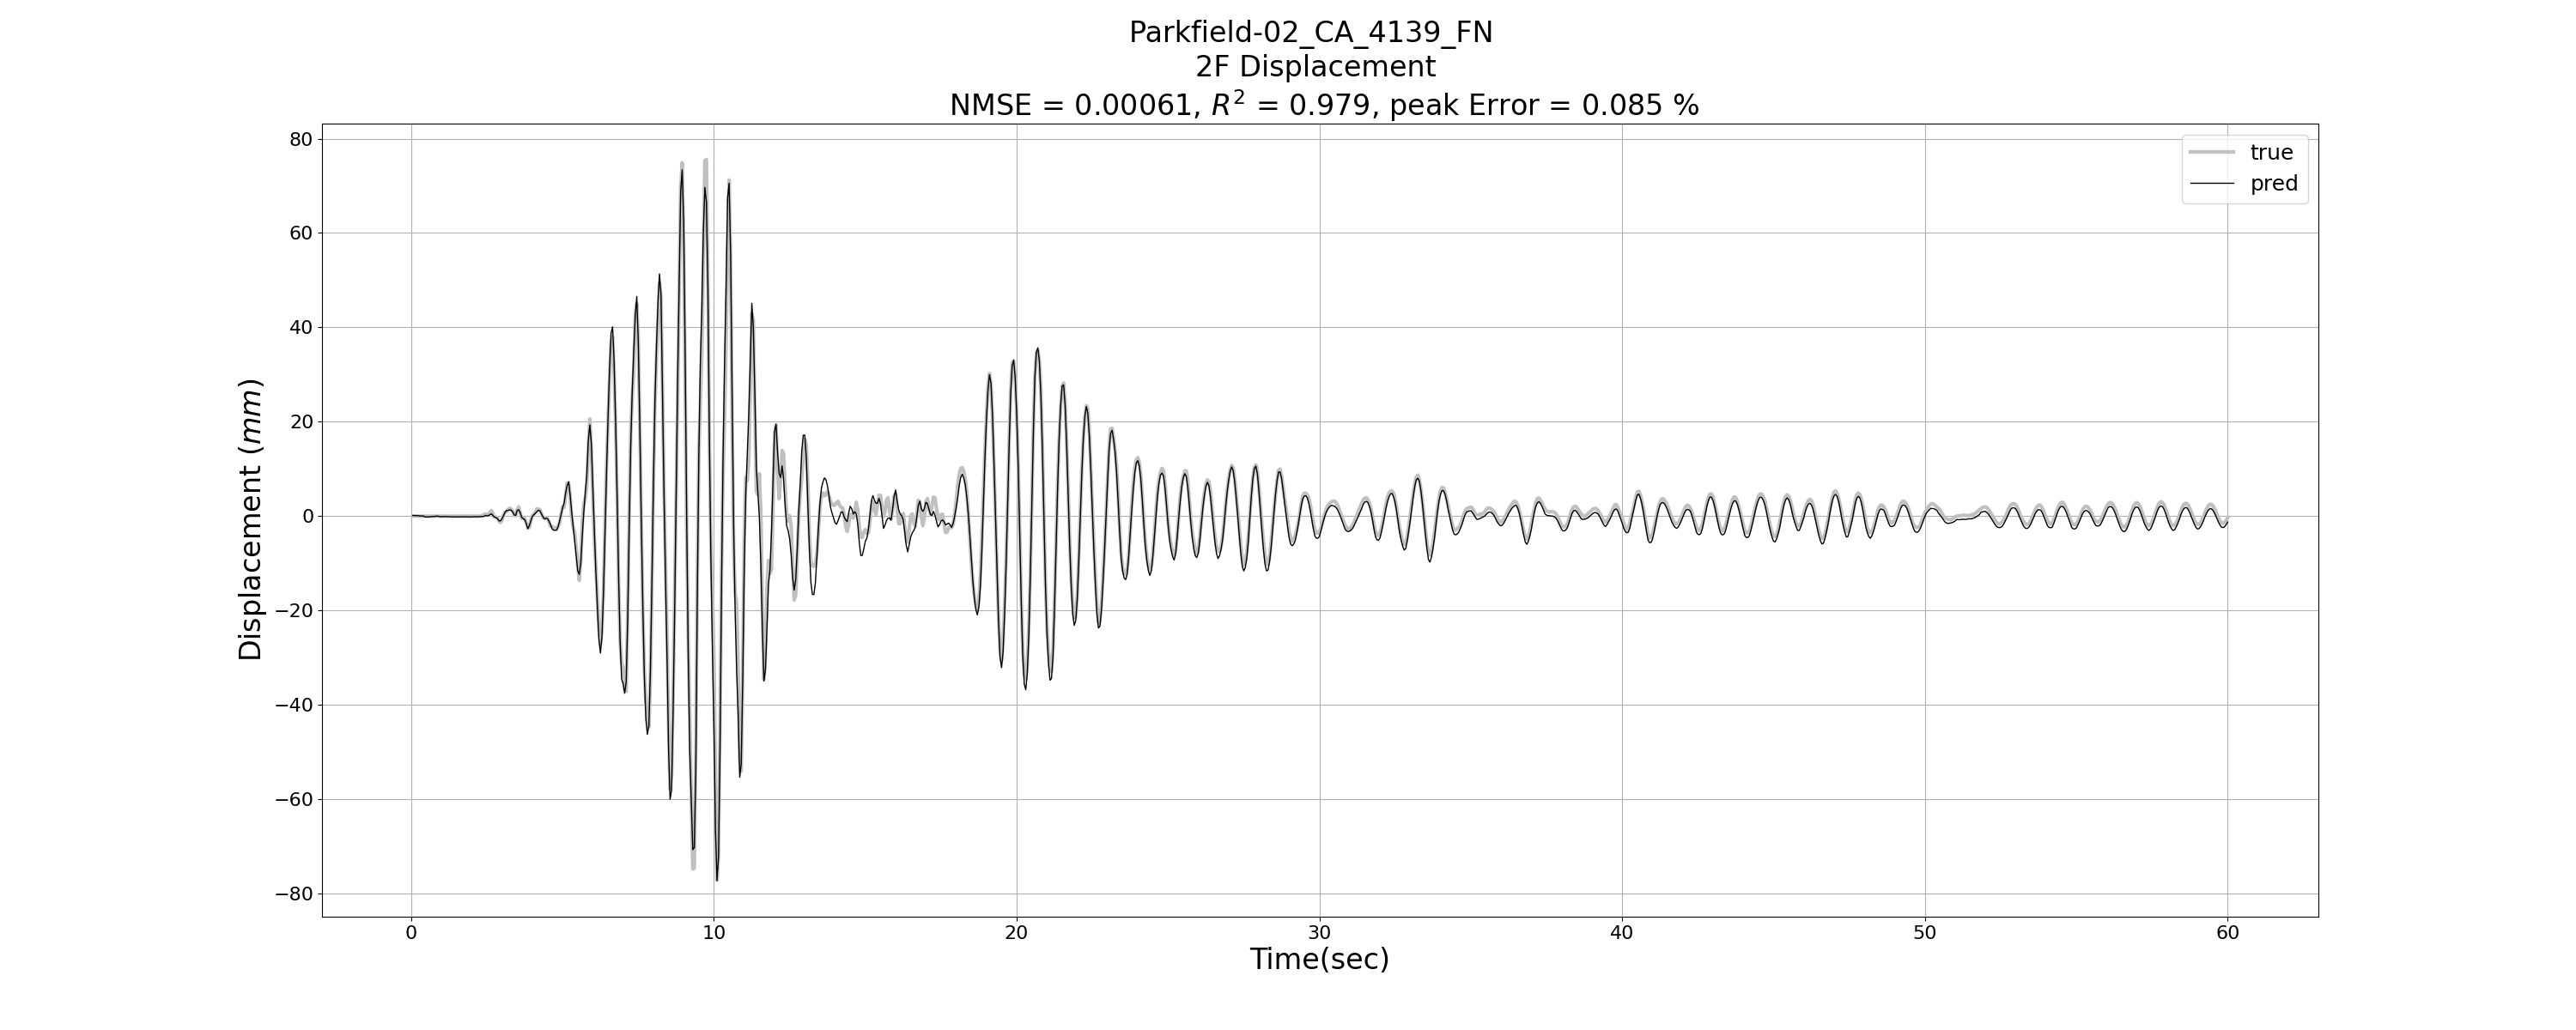 Parkfield-02_CA_4139_FN
2F Displacement
NMSE = 0.00061, R² = 0.979, peak Error = 0.085 %
true
pred
80
60
40
20
0
−20
−40
−60
−80
Displacement (mm)
0 10 20 30 40 50 60
Time(sec)